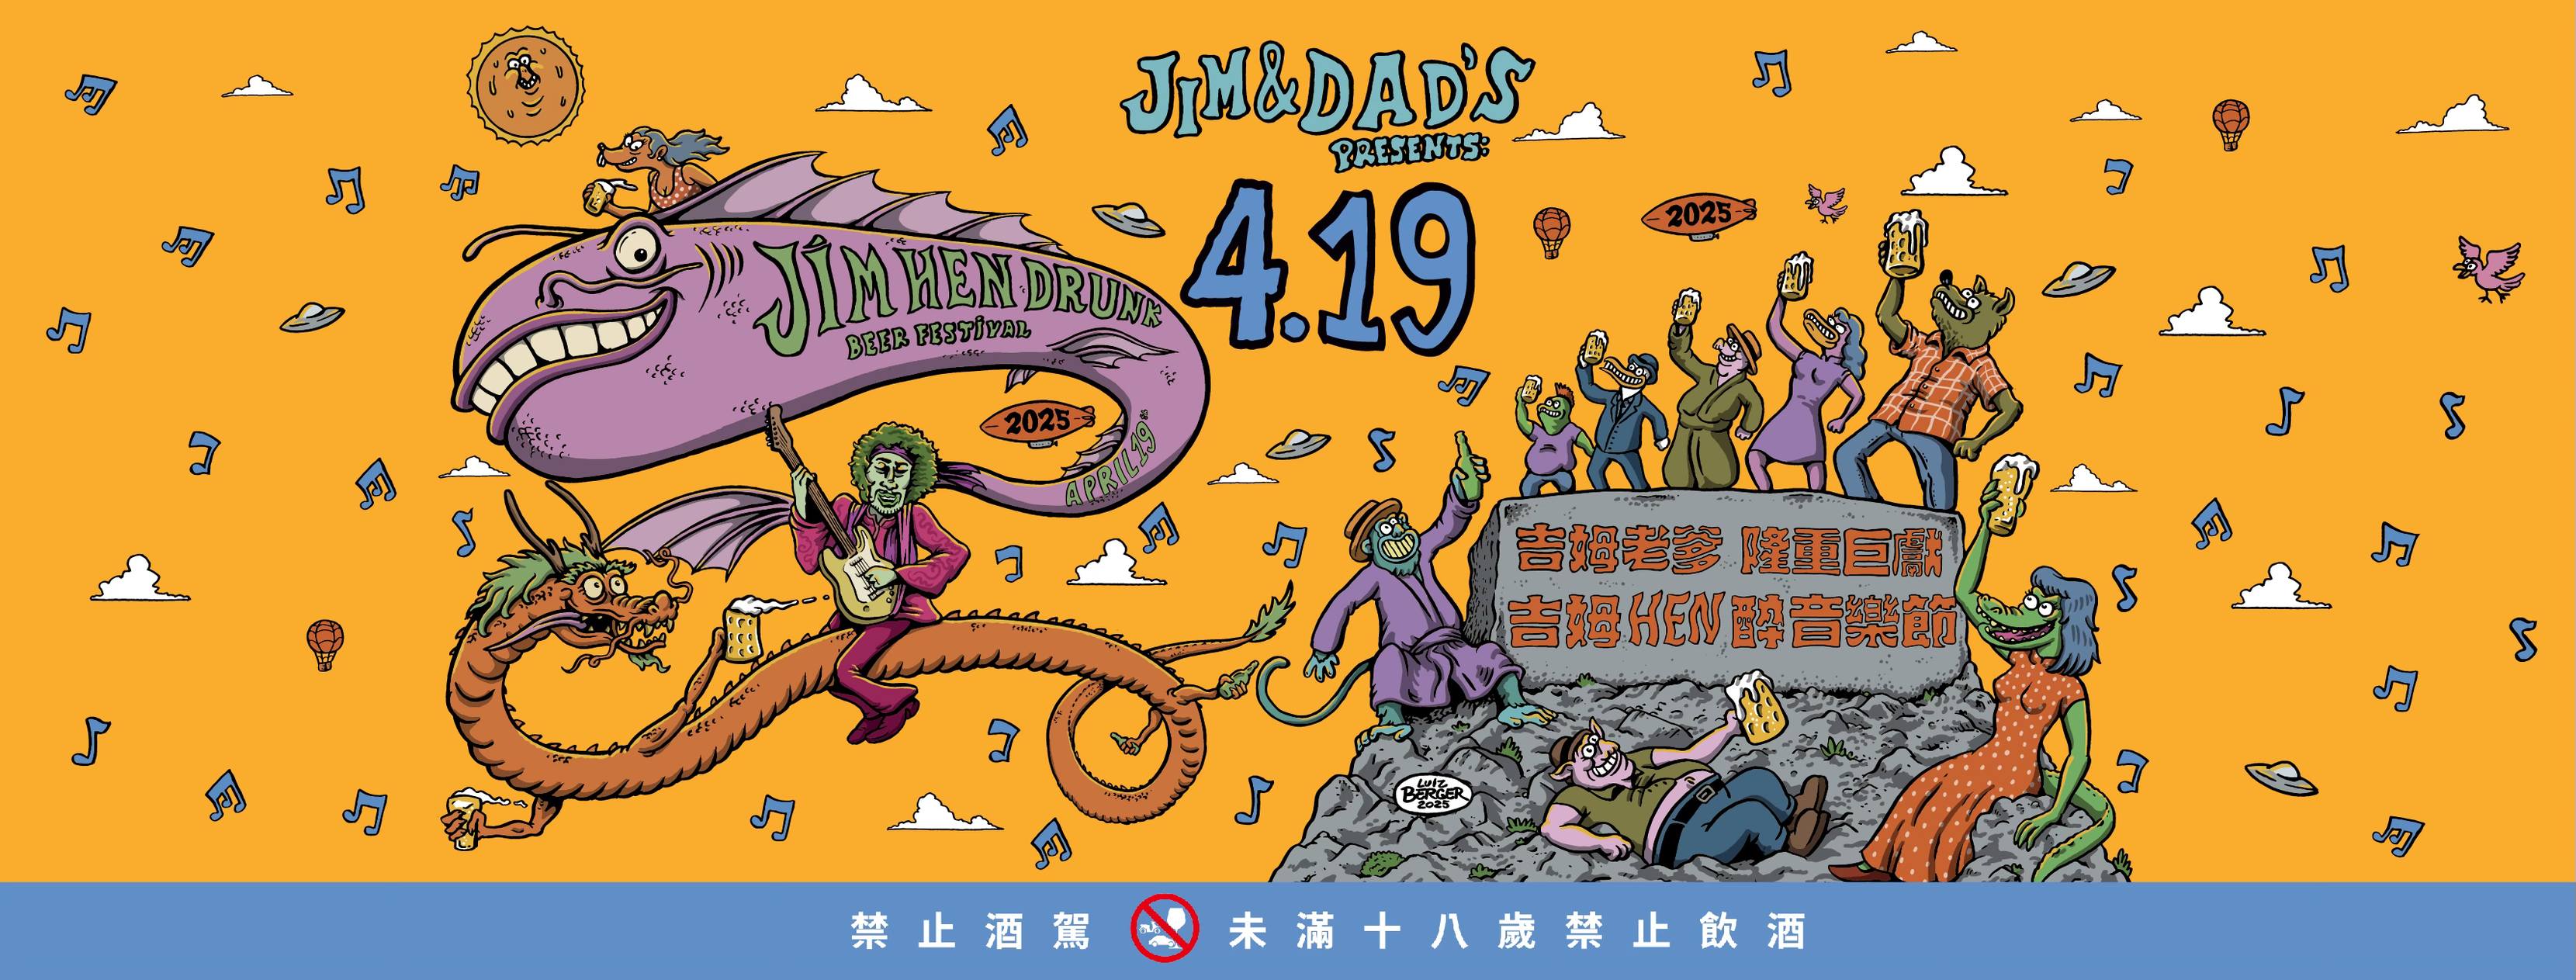 JIM&DAD'S
PRESENTS:
4.19
JIM HEN DRUNK
BEER FESTIVAL
APRIL 19th
2025
2025
吉姆老爹 隆重巨獻
吉姆HEN醉音樂節
LUIZ
BERGER
2025
禁止酒駕 未滿十八歲禁止飲酒